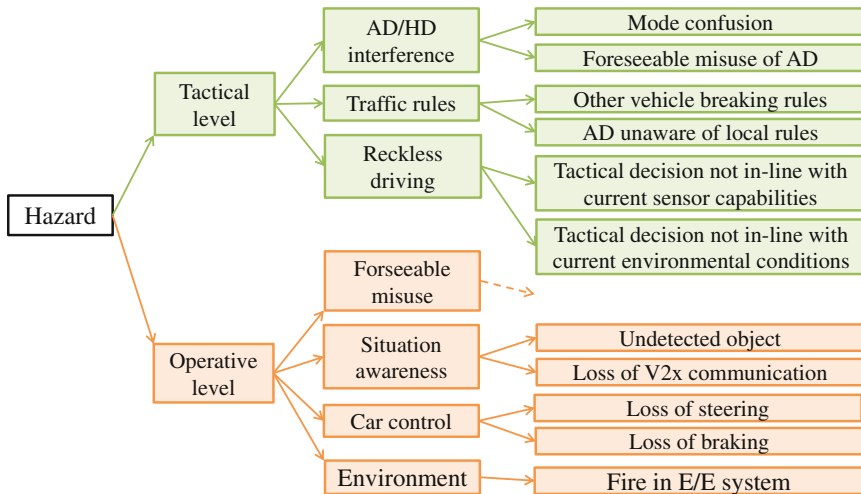 Hazard
Tactical
level
AD/HD
interference
Mode confusion
Foreseeable misuse of AD
Traffic rules
Other vehicle breaking rules
AD unaware of local rules
Reckless
driving
Tactical decision not in-line with
current sensor capabilities
Tactical decision not in-line with
current environmental conditions
Operative
level
Forseeable
misuse
Situation
awareness
Undetected object
Loss of V2x communication
Car control
Loss of steering
Loss of braking
Environment
Fire in E/E system